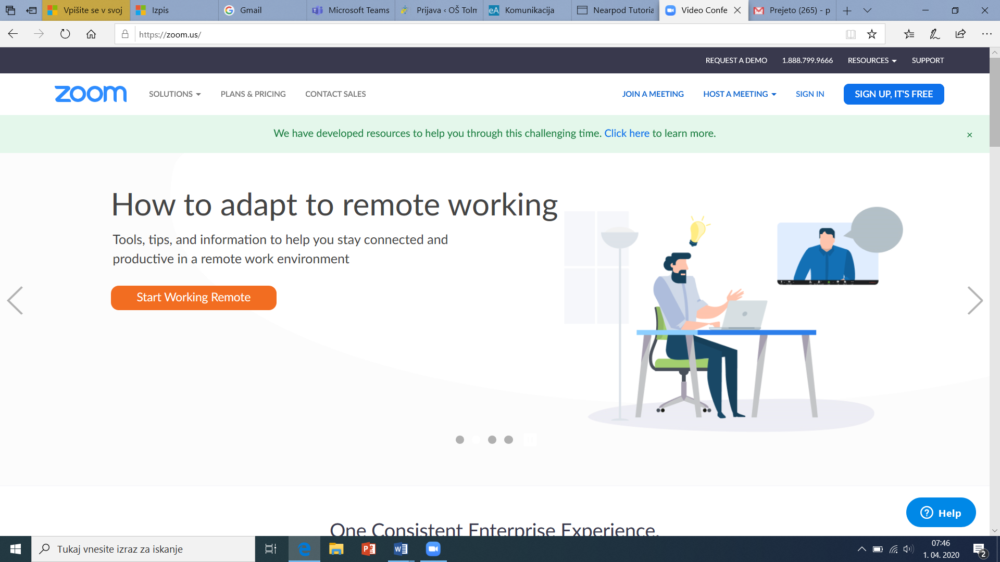 Vpišite se v svoj
Izpis
Gmail
Microsoft Teams
Prijava ‹ OŠ Tolm
eA Komunikacija
Nearpod Tutoria
Video Confe
Prejeto (265) - p
https://zoom.us/
REQUEST A DEMO 1.888.799.9666 RESOURCES SUPPORT
zoom SOLUTIONS PLANS & PRICING CONTACT SALES JOIN A MEETING HOST A MEETING SIGN IN SIGN UP, IT'S FREE
We have developed resources to help you through this challenging time. Click here to learn more. ×
How to adapt to remote working
Tools, tips, and information to help you stay connected and
productive in a remote work environment
Start Working Remote
Help
One Consistent Enterprise Experience.
Tukaj vnesite izraz za iskanje
07:46
1. 04. 2020
2